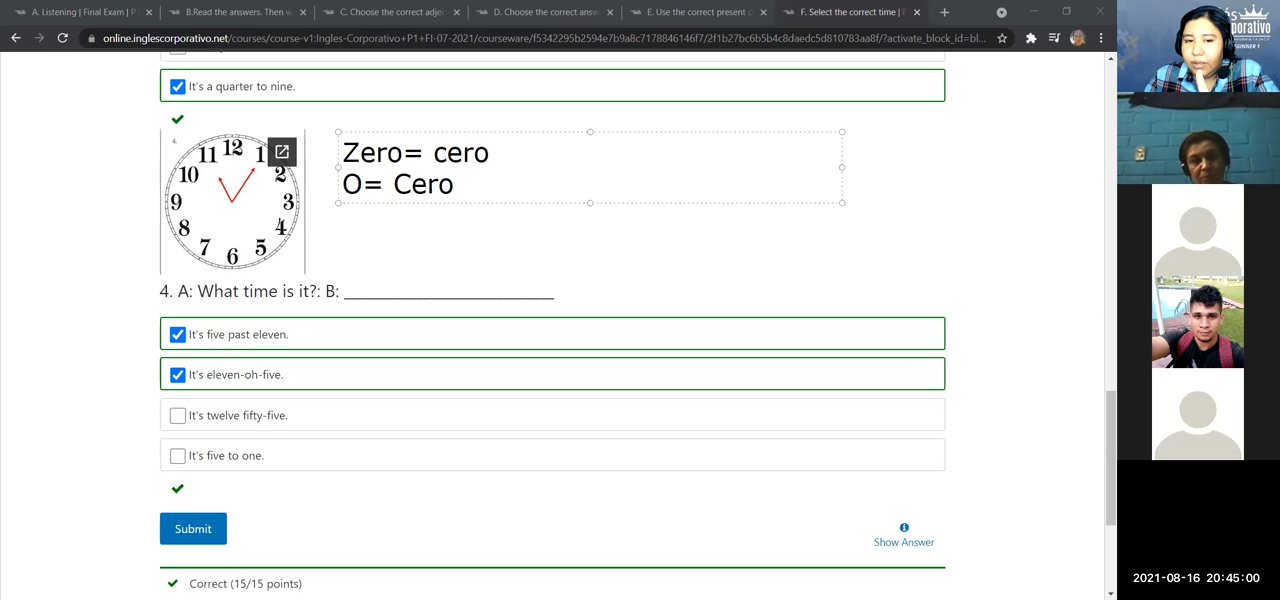 A. Listening | Final Exam | P
B.Read the answers. Then w
C. Choose the correct adje
D. Choose the correct answ
E. Use the correct present c
F. Select the correct time | F
online.inglescorporativo.net/courses/course-v1:Ingles-Corporativo+P1+FI-07-2021/courseware/f5342295b2594e7b9a8c7178846146f7/2f1b27bc6b5b4c8daedc5d810783aa8f/?activate_block_id=bl...
orporativo
It's a quarter to nine.
12
11
1
10
2
9
3
8
4
7
5
6
Zero= cero
O= Cero
4. A: What time is it?: B: ________________________
It's five past eleven.
It's eleven-oh-five.
It's twelve fifty-five.
It's five to one.
Submit
Show Answer
Correct (15/15 points)
2021-08-16 20:45:00